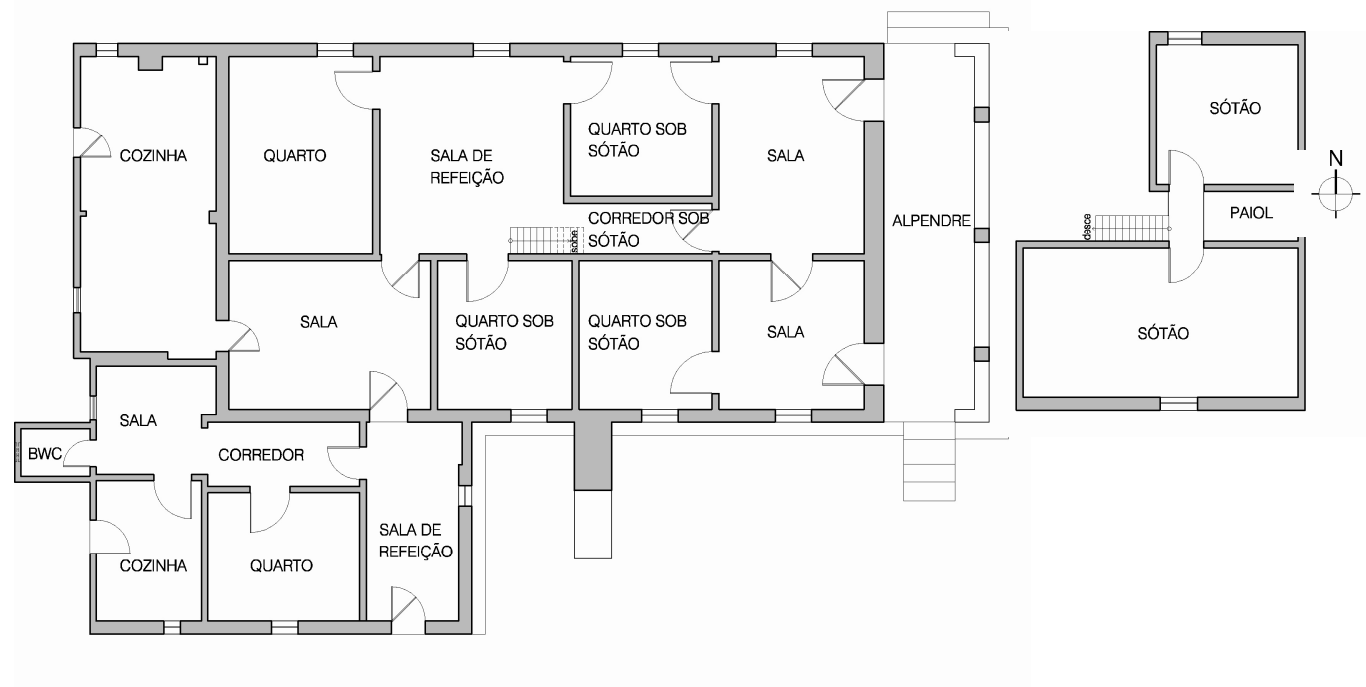 COZINHA
QUARTO
SALA DE
REFEIÇÃO
QUARTO SOB
SÓTÃO
SALA
CORREDOR SOB
SÓTÃO
sobe
ALPENDRE
SALA
QUARTO SOB
SÓTÃO
QUARTO SOB
SÓTÃO
SALA
SALA
BWC
CORREDOR
SALA DE
REFEIÇÃO
COZINHA
QUARTO
SÓTÃO
N
PAIOL
desce
SÓTÃO